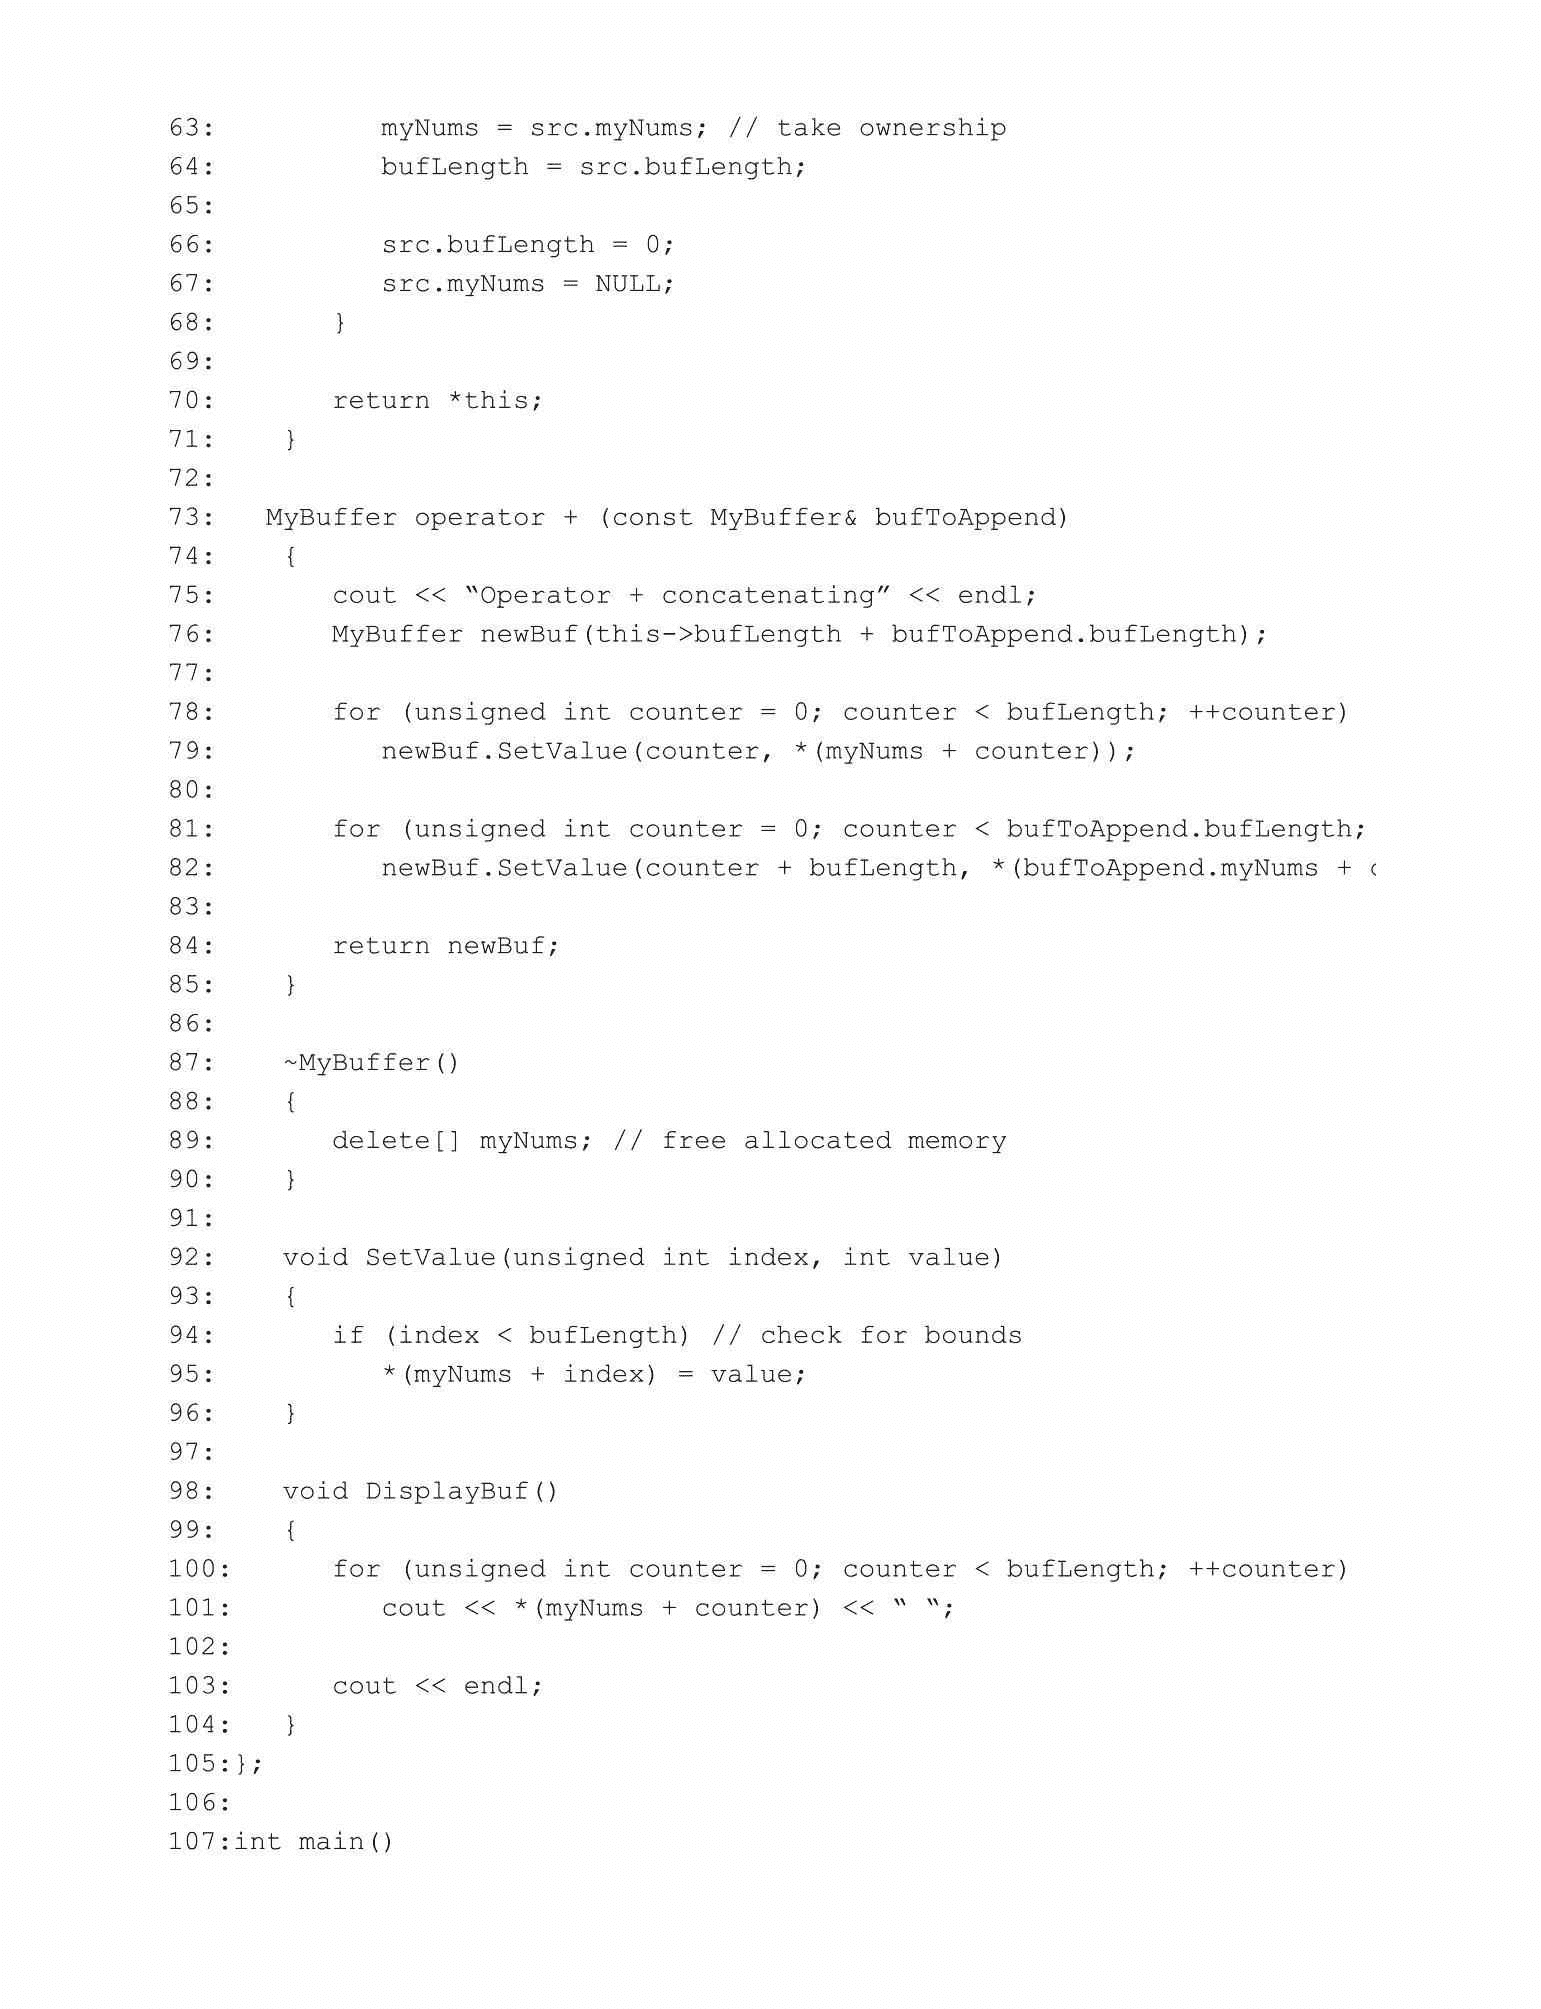 63:          myNums = src.myNums; // take ownership
64:          bufLength = src.bufLength;
65:
66:          src.bufLength = 0;
67:          src.myNums = NULL;
68:       }
69:
70:       return *this;
71:    }
72:
73:   MyBuffer operator + (const MyBuffer& bufToAppend)
74:    {
75:       cout << “Operator + concatenating” << endl;
76:       MyBuffer newBuf(this->bufLength + bufToAppend.bufLength);
77:
78:       for (unsigned int counter = 0; counter < bufLength; ++counter)
79:          newBuf.SetValue(counter, *(myNums + counter));
80:
81:       for (unsigned int counter = 0; counter < bufToAppend.bufLength;
82:          newBuf.SetValue(counter + bufLength, *(bufToAppend.myNums +
83:
84:       return newBuf;
85:    }
86:
87:    ~MyBuffer()
88:    {
89:       delete[] myNums; // free allocated memory
90:    }
91:
92:    void SetValue(unsigned int index, int value)
93:    {
94:       if (index < bufLength) // check for bounds
95:          *(myNums + index) = value;
96:    }
97:
98:    void DisplayBuf()
99:    {
100:      for (unsigned int counter = 0; counter < bufLength; ++counter)
101:         cout << *(myNums + counter) << “ “;
102:
103:      cout << endl;
104:   }
105:};
106:
107:int main()